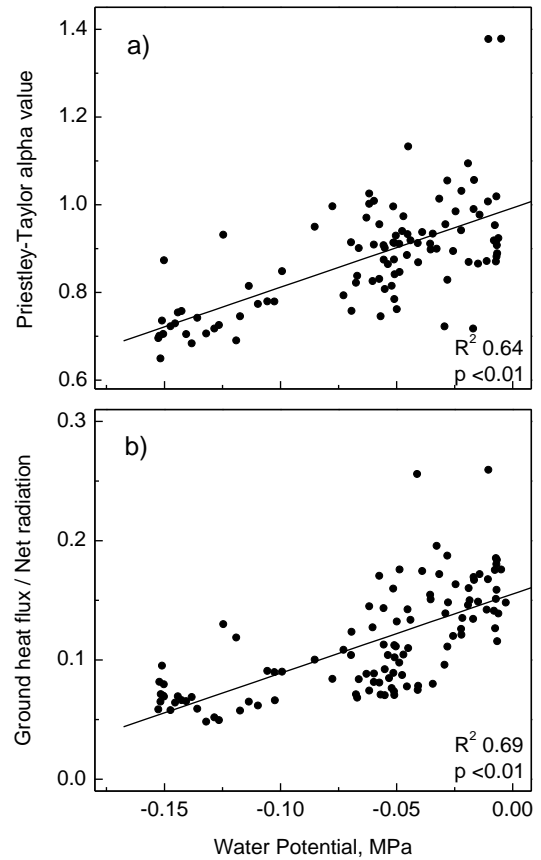 1.4
a)
1.2
1.0
0.8
0.6
Priestley-Taylor alpha value
R² 0.64
p <0.01
0.3
b)
0.2
0.1
0.0
Ground heat flux / Net radiation
R² 0.69
p <0.01
-0.15 -0.10 -0.05 0.00
Water Potential, MPa